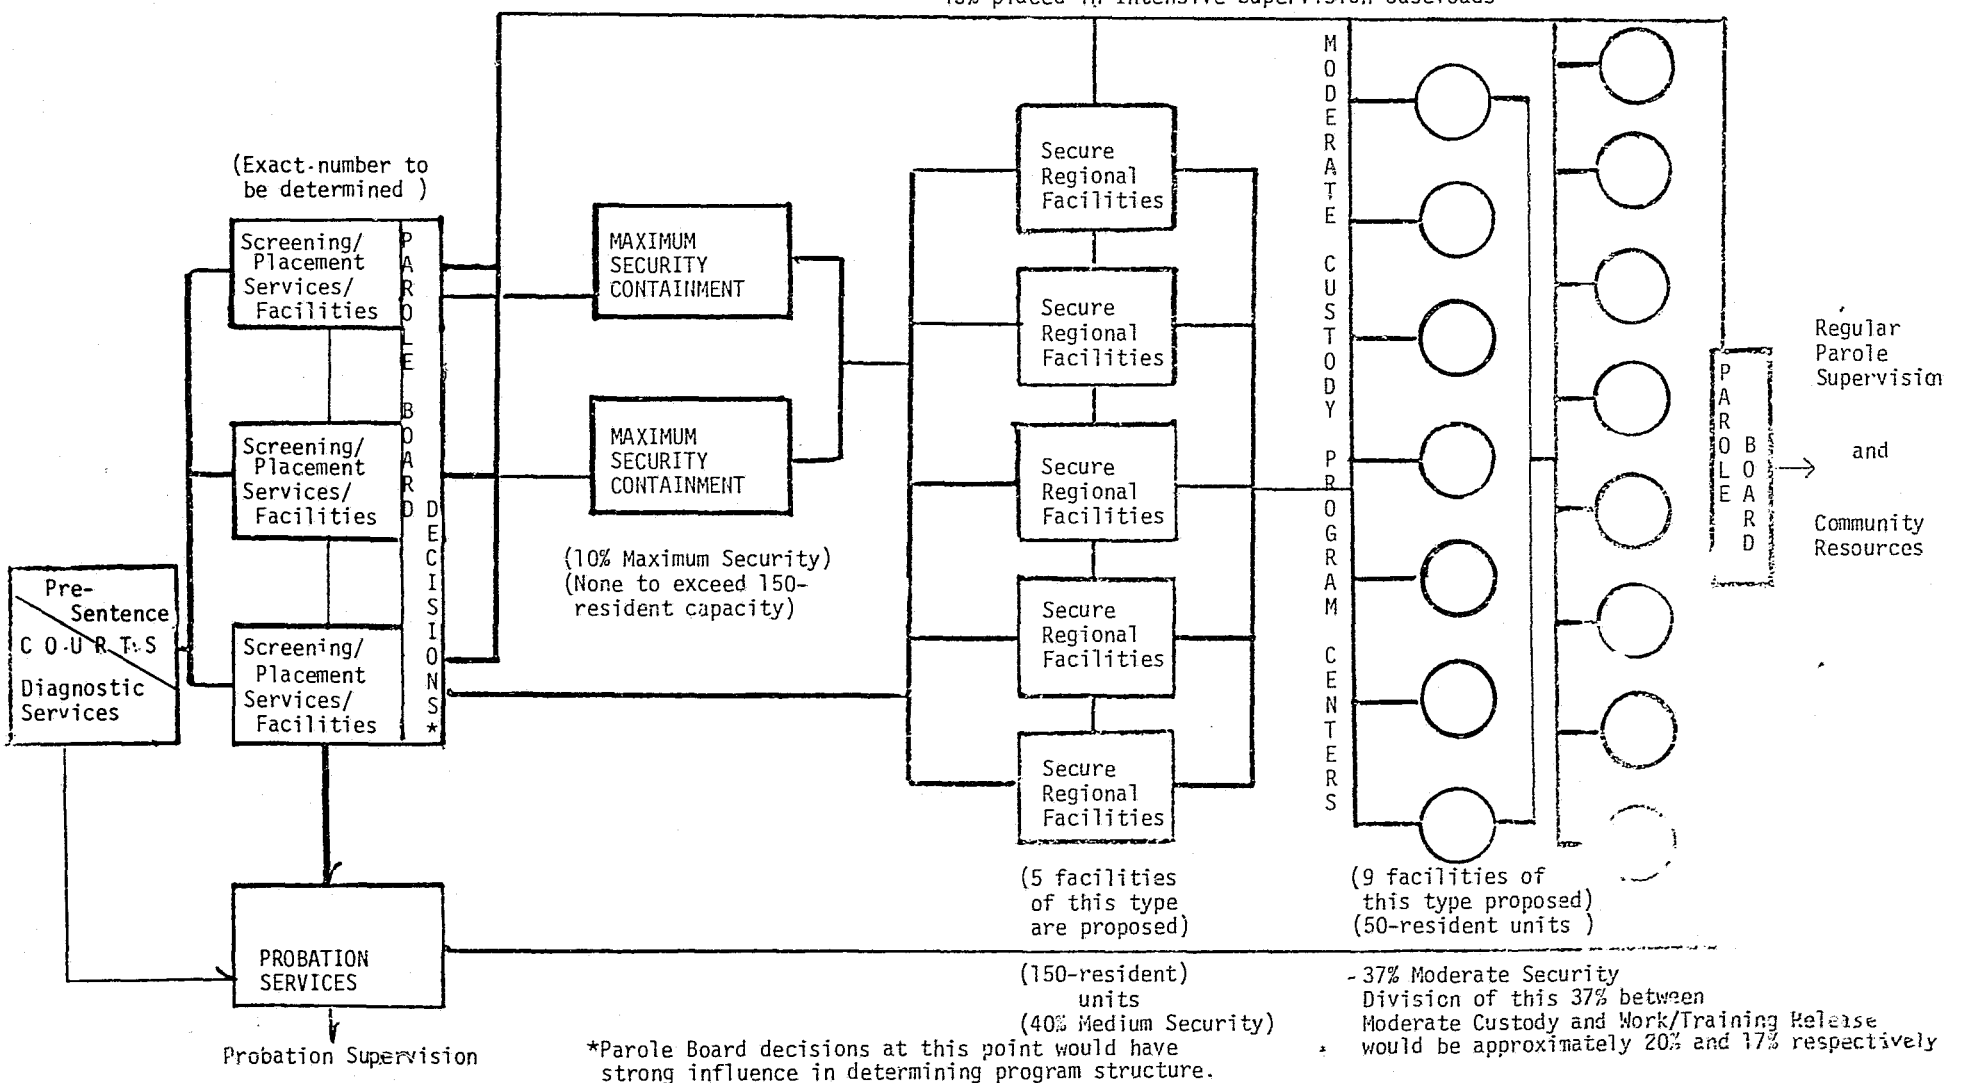 placed in Intensive Supervision Caseloads
(Exact number to
be determined )
Screening/
Placement
Services/
Facilities
Screening/
Placement
Services/
Facilities
Screening/
Placement
Services/
Facilities
PAROLE BOARD
DECISIONS*
Pre-
Sentence
COURTS
Diagnostic
Services
PROBATION
SERVICES
Probation Supervision
MAXIMUM
SECURITY
CONTAINMENT
MAXIMUM
SECURITY
CONTAINMENT
(10% Maximum Security)
(None to exceed 150-
resident capacity)
Secure
Regional
Facilities
Secure
Regional
Facilities
Secure
Regional
Facilities
Secure
Regional
Facilities
Secure
Regional
Facilities
(5 facilities
of this type
are proposed)
(150-resident)
units
(40% Medium Security)
MODERATE CUSTODY PROGRAM CENTERS
(9 facilities of
this type proposed)
(50-resident units )
- 37% Moderate Security
Division of this 37% between
Moderate Custody and Work/Training Release
would be approximately 20% and 17% respectively
PAROLE
BOARD
Regular
Parole
Supervision
and
Community
Resources
*Parole Board decisions at this point would have
strong influence in determining program structure.